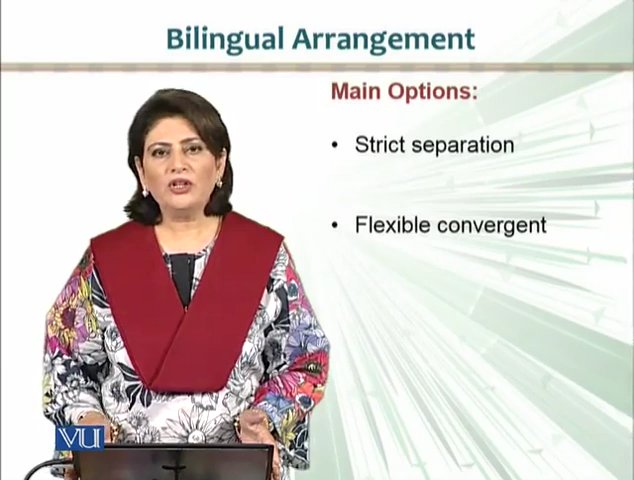 Bilingual Arrangement
Main Options:
• Strict separation
• Flexible convergent
VU